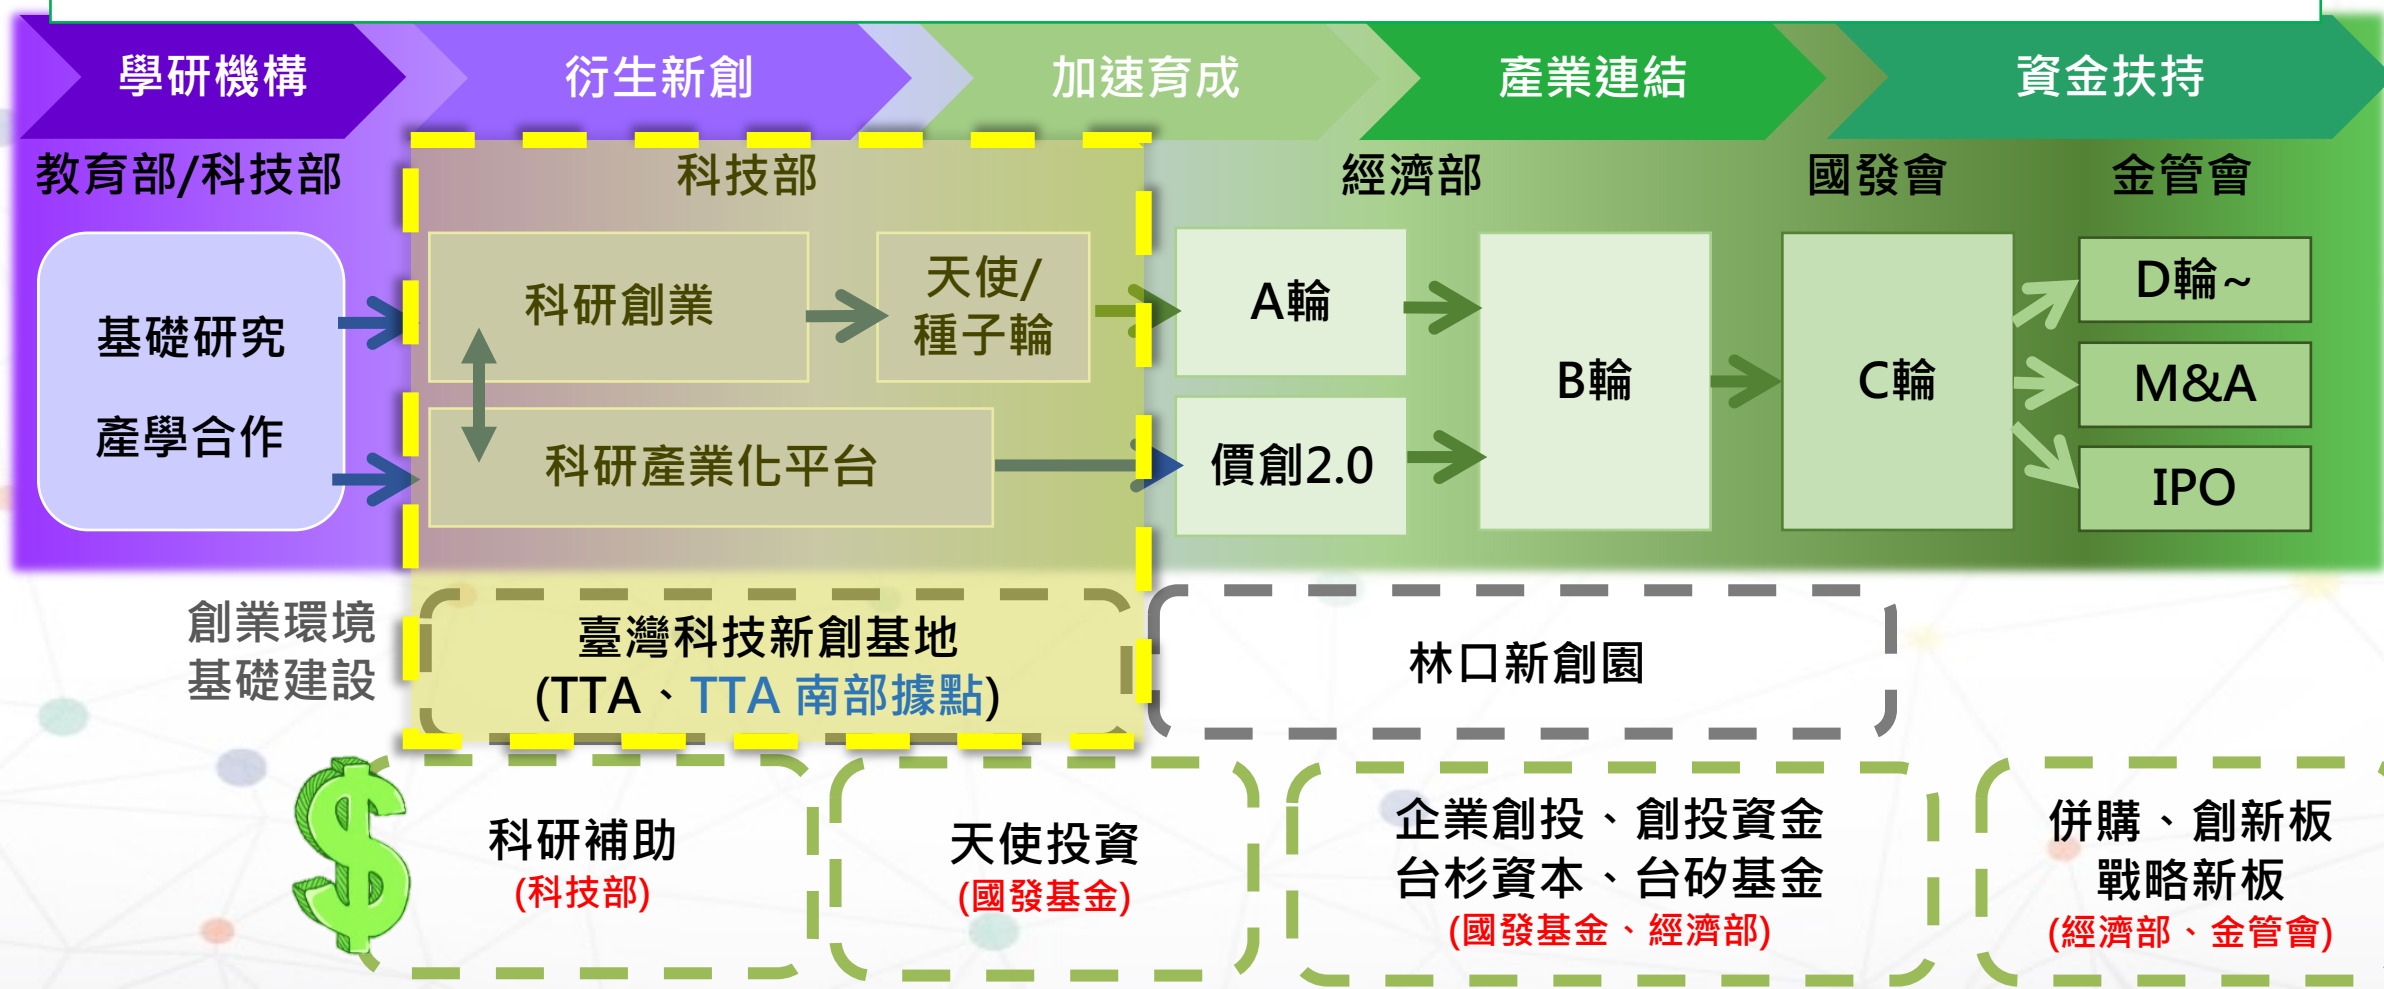 學研機構
衍生新創
加速育成
產業連結
資金扶持
教育部/科技部
科技部
經濟部
國發會
金管會
基礎研究
產學合作
科研創業
天使/
種子輪
科研產業化平台
A輪
價創2.0
B輪
C輪
D輪~
M&A
IPO
創業環境
基礎建設
臺灣科技新創基地
(TTA、TTA 南部據點)
林口新創園
科研補助
(科技部)
天使投資
(國發基金)
企業創投、創投資金
台杉資本、台矽基金
(國發基金、經濟部)
併購、創新板
戰略新板
(經濟部、金管會)